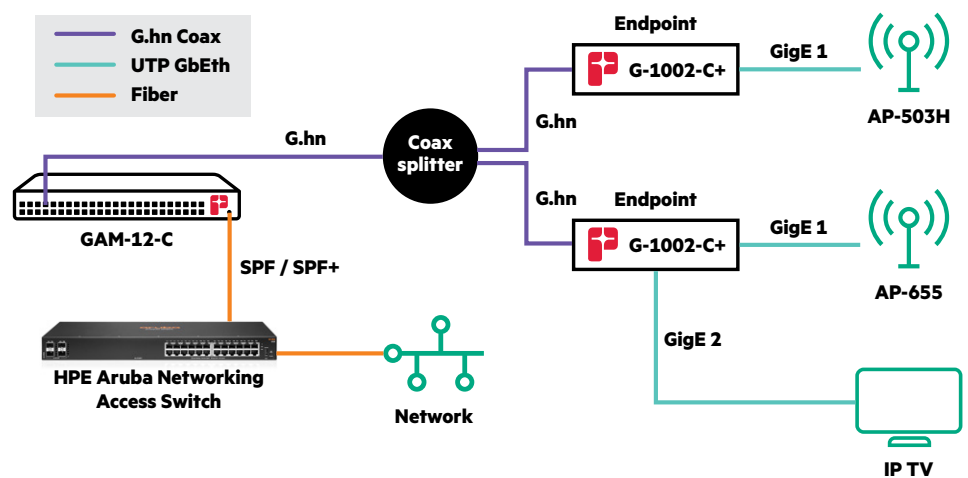 G.hn Coax
UTP GbEth
Fiber
Endpoint
G-1002-C+
GigE 1
AP-503H
G.hn
G.hn
Coax
splitter
G.hn
Endpoint
G-1002-C+
GigE 1
AP-655
GAM-12-C
SPF / SPF+
GigE 2
HPE Aruba Networking
Access Switch
Network
IP TV